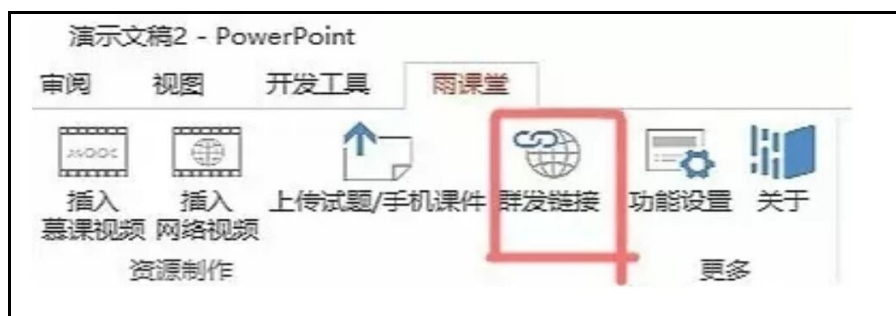 演示文稿2 - PowerPoint
审阅 视图 开发工具 雨课堂
MOOC
插入 插入 上传试题/手机课件 群发链接 功能设置 关于
慕课视频 网络视频
资源制作 更多